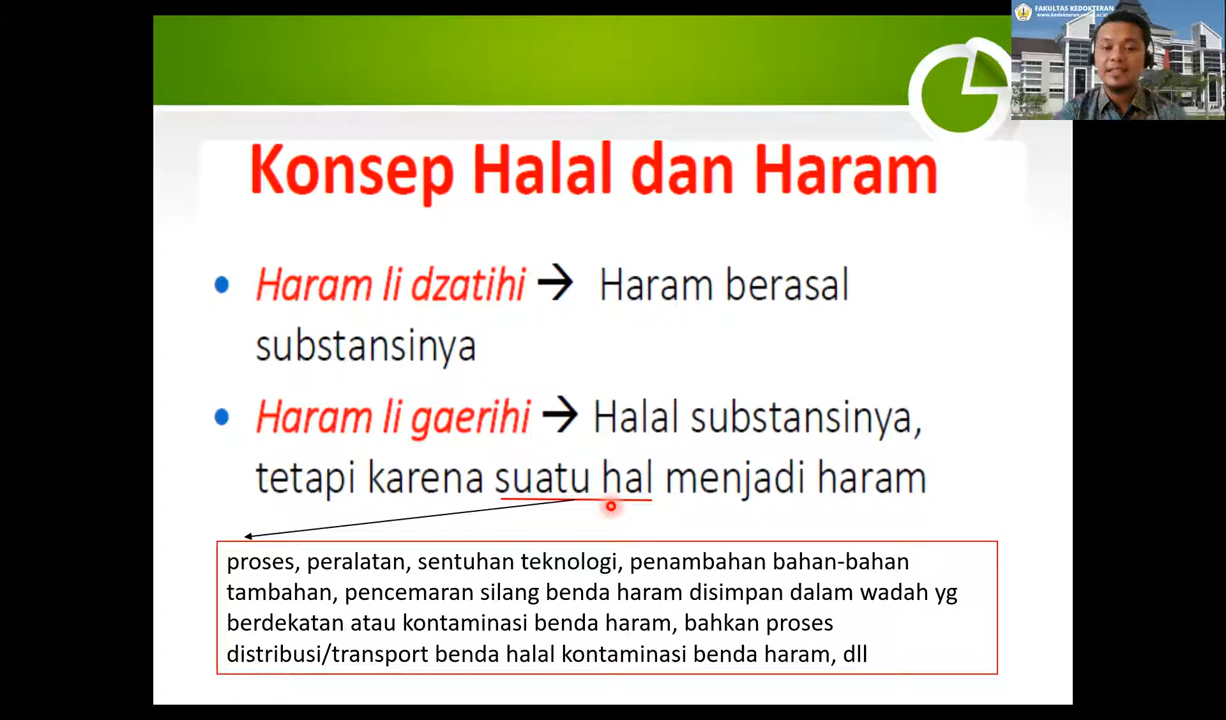 FAKULTAS KEDOKTERAN
Konsep Halal dan Haram
• Haram li dzatihi → Haram berasal
substansinya
• Haram li gaerihi → Halal substansinya,
tetapi karena suatu hal menjadi haram
proses, peralatan, sentuhan teknologi, penambahan bahan-bahan
tambahan, pencemaran silang benda haram disimpan dalam wadah yg
berdekatan atau kontaminasi benda haram, bahkan proses
distribusi/transport benda halal kontaminasi benda haram, dll